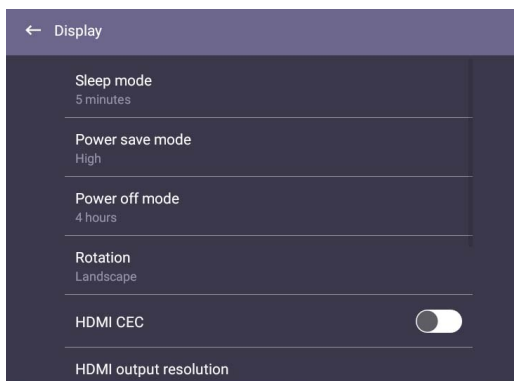 ← Display
Sleep mode
5 minutes
Power save mode
High
Power off mode
4 hours
Rotation
Landscape
HDMI CEC
HDMI output resolution